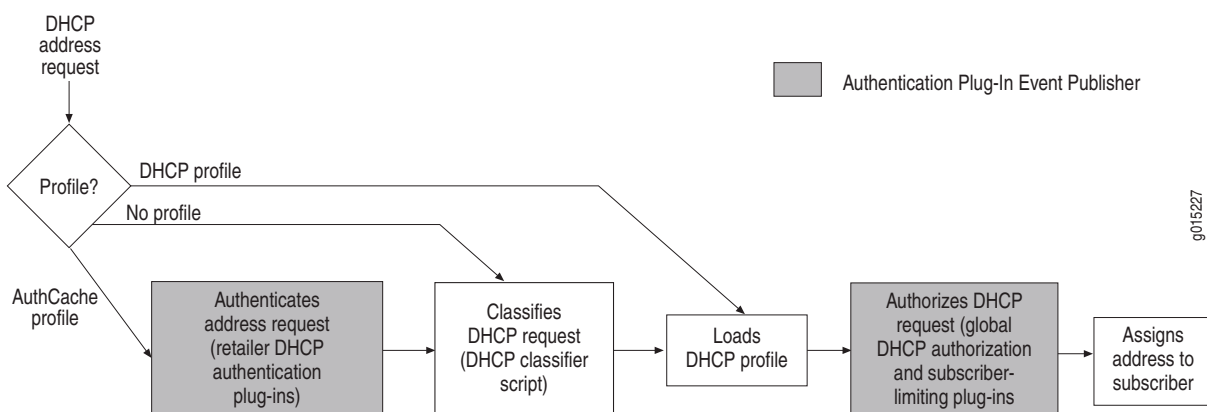 DHCP
address
request
Authentication Plug-In Event Publisher
Profile?
DHCP profile
No profile
g015227
AuthCache
profile
Authenticates
address request
(retailer DHCP
authentication
plug-ins)
Classifies
DHCP request
(DHCP classifier
script)
Loads
DHCP profile
Authorizes DHCP
request (global
DHCP authorization
and subscriber-
limiting plug-ins
Assigns
address to
subscriber